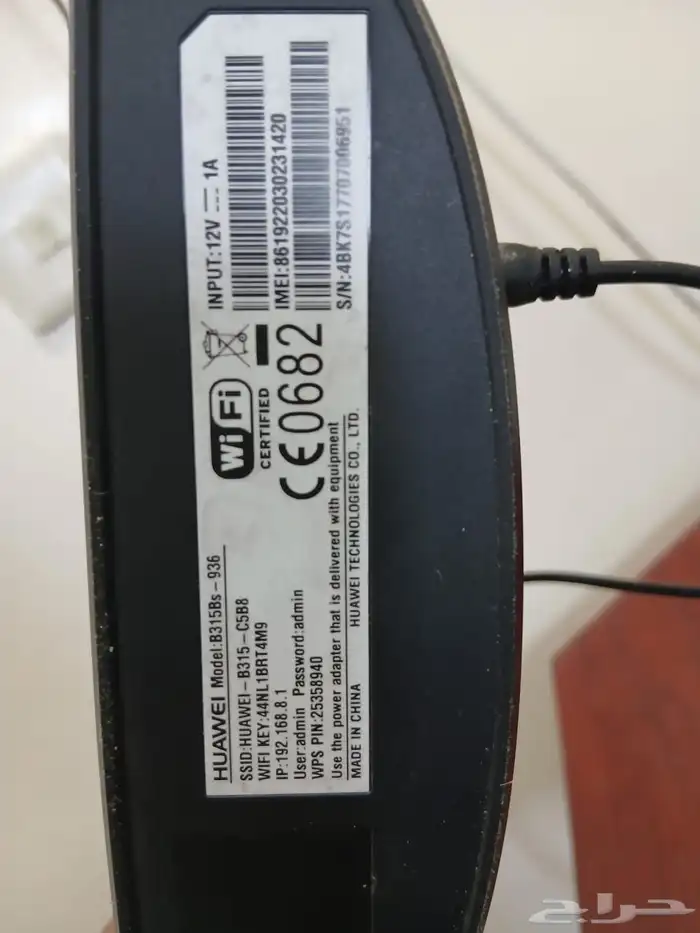 HUAWEI Model:B315Bs-936
SSID:HUAWEI-B315-C5B8
WIFI KEY:44NL1BRT4M9
IP:192.168.8.1
User:admin Password:admin
WPS PIN:25358940
Use the power adapter that is delivered with equipment
MADE IN CHINA HUAWEI TECHNOLOGIES CO., LTD.
Wi Fi
CERTIFIED
CE0682
INPUT:12V 1A
IMEI:861922030231420
S/N:4BK7S17707006951
حراج